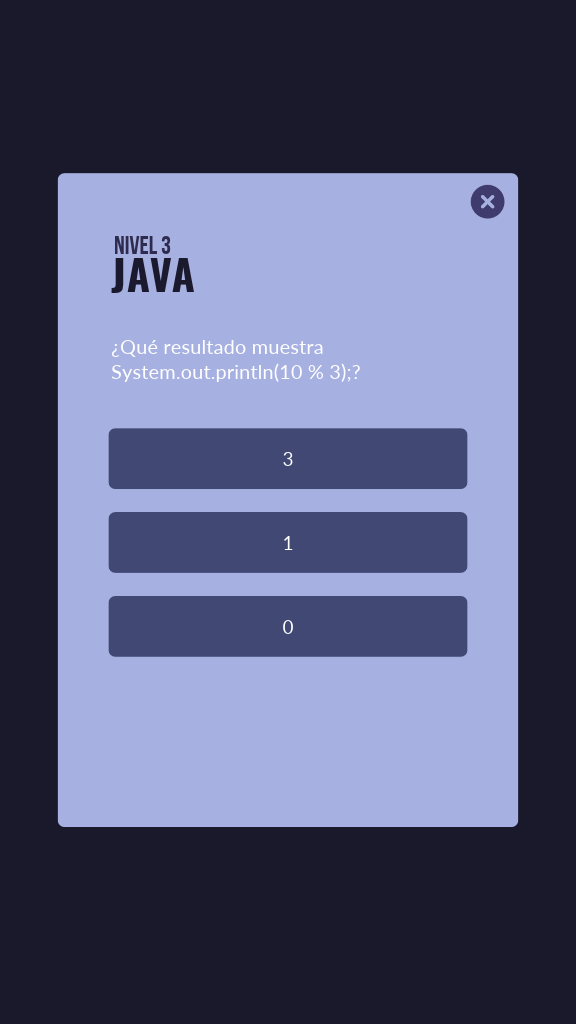 NIVEL 3
JAVA
¿Qué resultado muestra
System.out.println(10 % 3);?
3
1
0